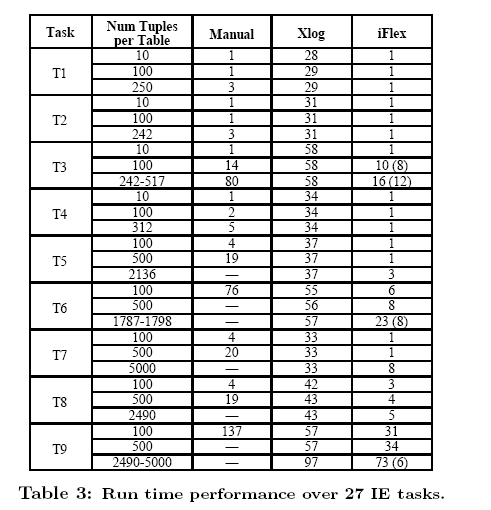 Task Num Tuples per Table Manual Xlog iFlex
T1 10 1 28 1
100 1 29 1
250 3 29 1
T2 10 1 31 1
100 1 31 1
242 3 31 1
T3 10 1 58 1
100 14 58 10 (8)
242-517 80 58 16 (12)
T4 10 1 34 1
100 2 34 1
312 5 34 1
T5 100 4 37 1
500 19 37 1
2136 — 37 3
T6 100 76 55 6
500 — 56 8
1787-1798 — 57 23 (8)
T7 100 4 33 1
500 20 33 1
5000 — 33 8
T8 100 4 42 3
500 19 43 4
2490 — 43 5
T9 100 137 57 31
500 — 57 34
2490-5000 — 97 73 (6)
Table 3: Run time performance over 27 IE tasks.